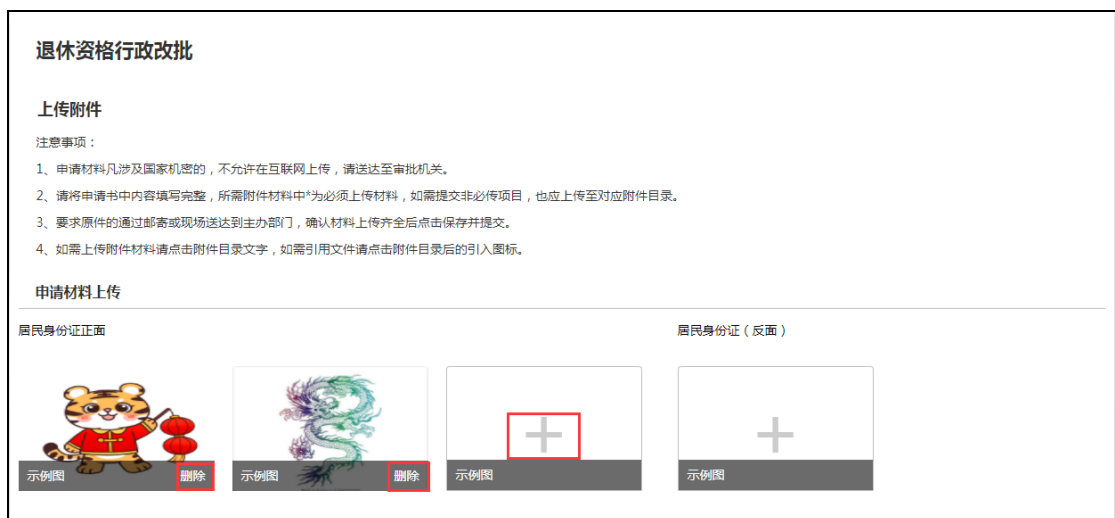 退休资格行政改批
上传附件
注意事项：
1、申请材料凡涉及国家机密的，不允许在互联网上传，请送达至审批机关。
2、请将申请书中内容填写完整，所需附件材料中*为必须上传材料，如需提交非必传项目，也应上传至对应附件目录。
3、要求原件的通过邮寄或现场送达到主办部门，确认材料上传齐全后点击保存并提交。
4、如需上传附件材料请点击附件目录文字，如需引用文件请点击附件目录后的引入图标。
申请材料上传
居民身份证正面 居民身份证（反面）
示例图 删除 示例图 删除 示例图 示例图